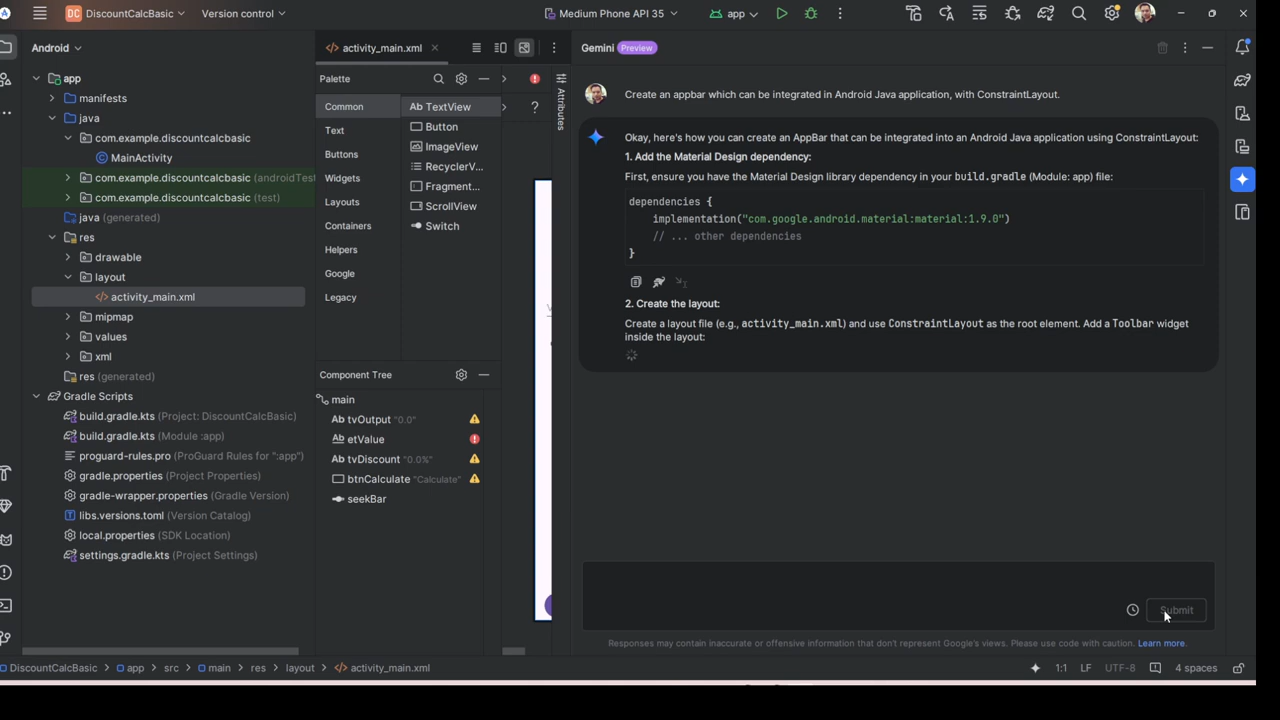 DC DiscountCalcBasic
Version control
Medium Phone API 35
app
Android
app
manifests
java
com.example.discountcalcbasic
MainActivity
com.example.discountcalcbasic (androidTest
com.example.discountcalcbasic (test)
java (generated)
res
drawable
layout
activity_main.xml
mipmap
values
xml
res (generated)
Gradle Scripts
build.gradle.kts (Project: DiscountCalcBasic)
build.gradle.kts (Module :app)
proguard-rules.pro (ProGuard Rules for ":app")
gradle.properties (Project Properties)
gradle-wrapper.properties (Gradle Version)
libs.versions.toml (Version Catalog)
local.properties (SDK Location)
settings.gradle.kts (Project Settings)
activity_main.xml
Palette
Common
Text
Buttons
Widgets
Layouts
Containers
Helpers
Google
Legacy
Ab TextView
Button
ImageView
RecyclerV...
Fragment...
ScrollView
Switch
Component Tree
main
Ab tvOutput "0.0"
Ab etValue
Ab tvDiscount "0.0%"
btnCalculate "Calculate"
seekBar
?
Attributes
Gemini Preview
Create an appbar which can be integrated in Android Java application, with ConstraintLayout.
Okay, here's how you can create an AppBar that can be integrated into an Android Java application using ConstraintLayout:
1. Add the Material Design dependency:
First, ensure you have the Material Design library dependency in your build.gradle (Module: app) file:
dependencies {
implementation("com.google.android.material:material:1.9.0")
// ... other dependencies
}
2. Create the layout:
Create a layout file (e.g., activity_main.xml) and use ConstraintLayout as the root element. Add a Toolbar widget
inside the layout:
Submit
Responses may contain inaccurate or offensive information that don't represent Google's views. Please use code with caution. Learn more.
DiscountCalcBasic > app > src > main > res > layout > activity_main.xml
1:1 LF UTF-8 4 spaces